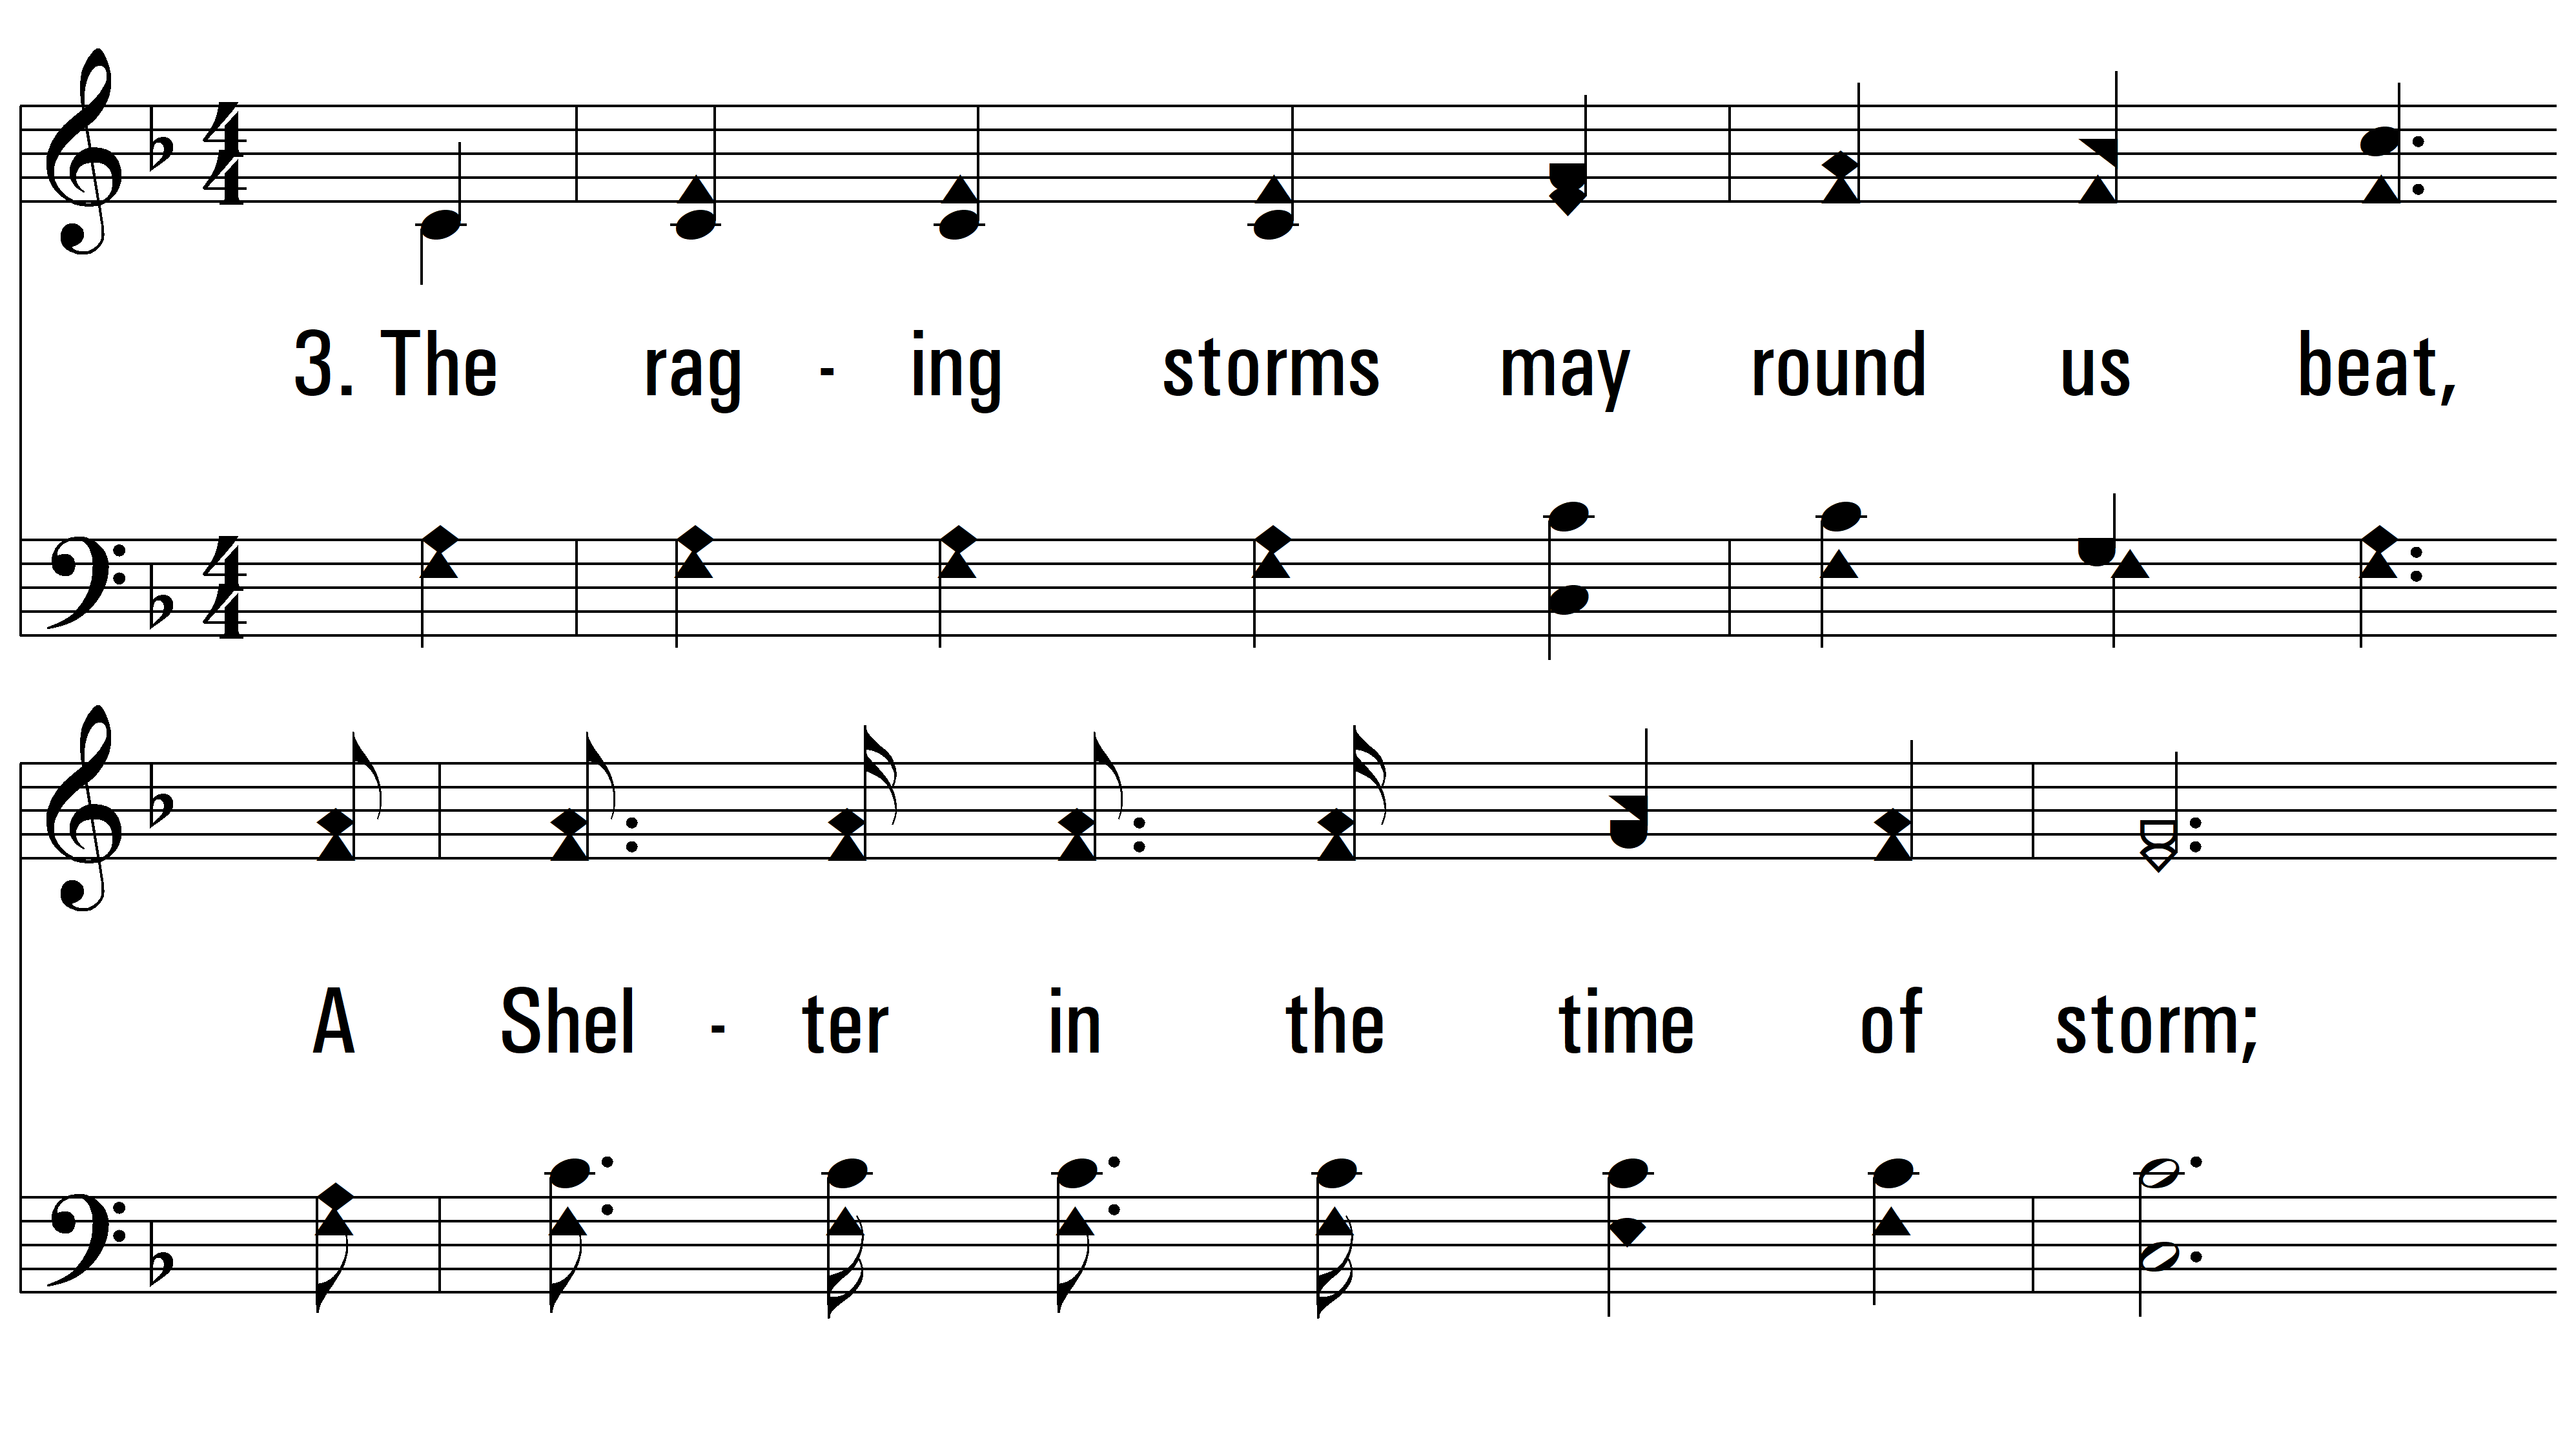 3. The rag - ing storms may round us beat,
A Shel - ter in the time of storm;